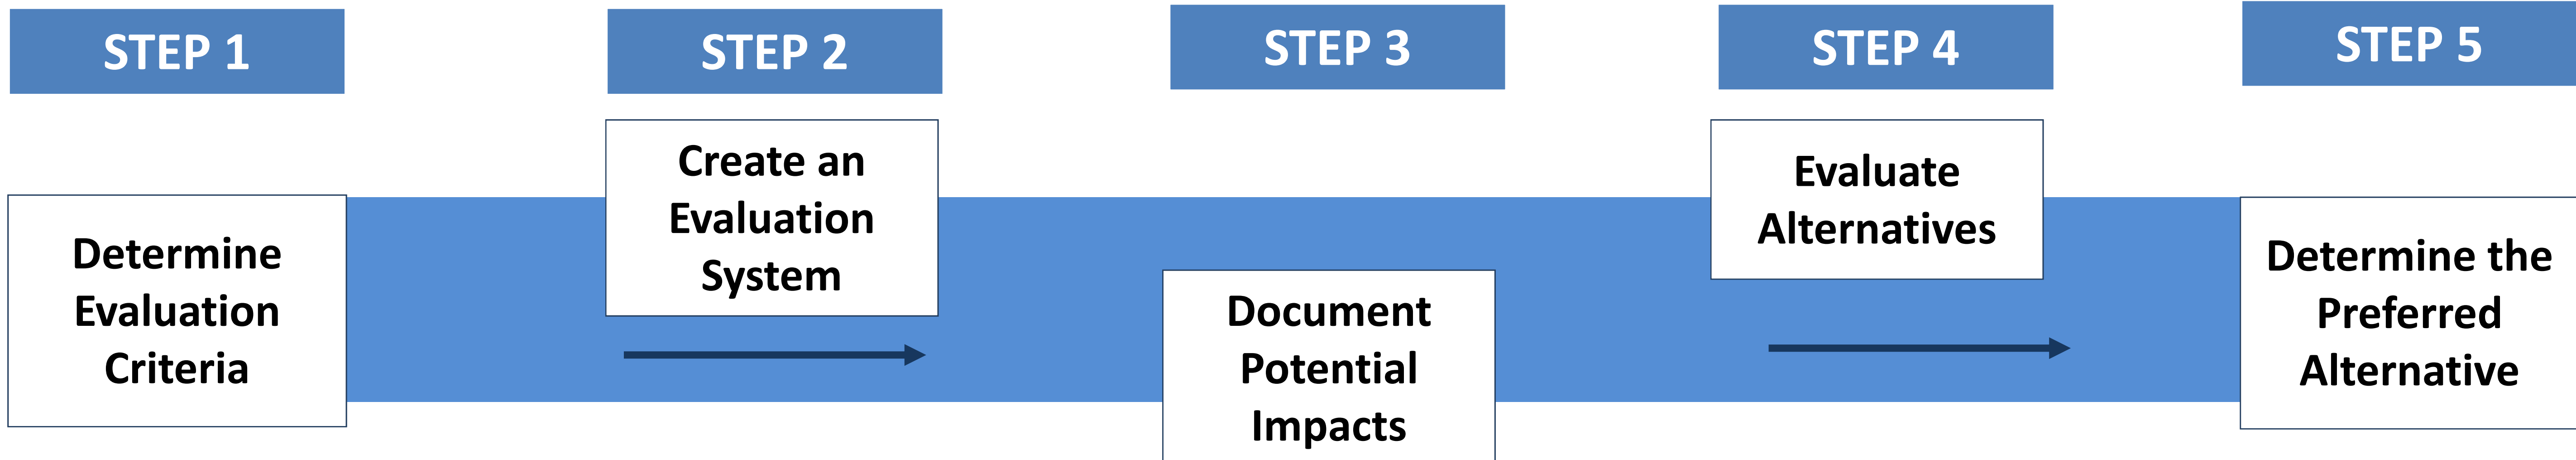 STEP 1
STEP 2
STEP 3
STEP 4
STEP 5
Determine
Evaluation
Criteria
Create an
Evaluation
System
Document
Potential
Impacts
Evaluate
Alternatives
Determine the
Preferred
Alternative